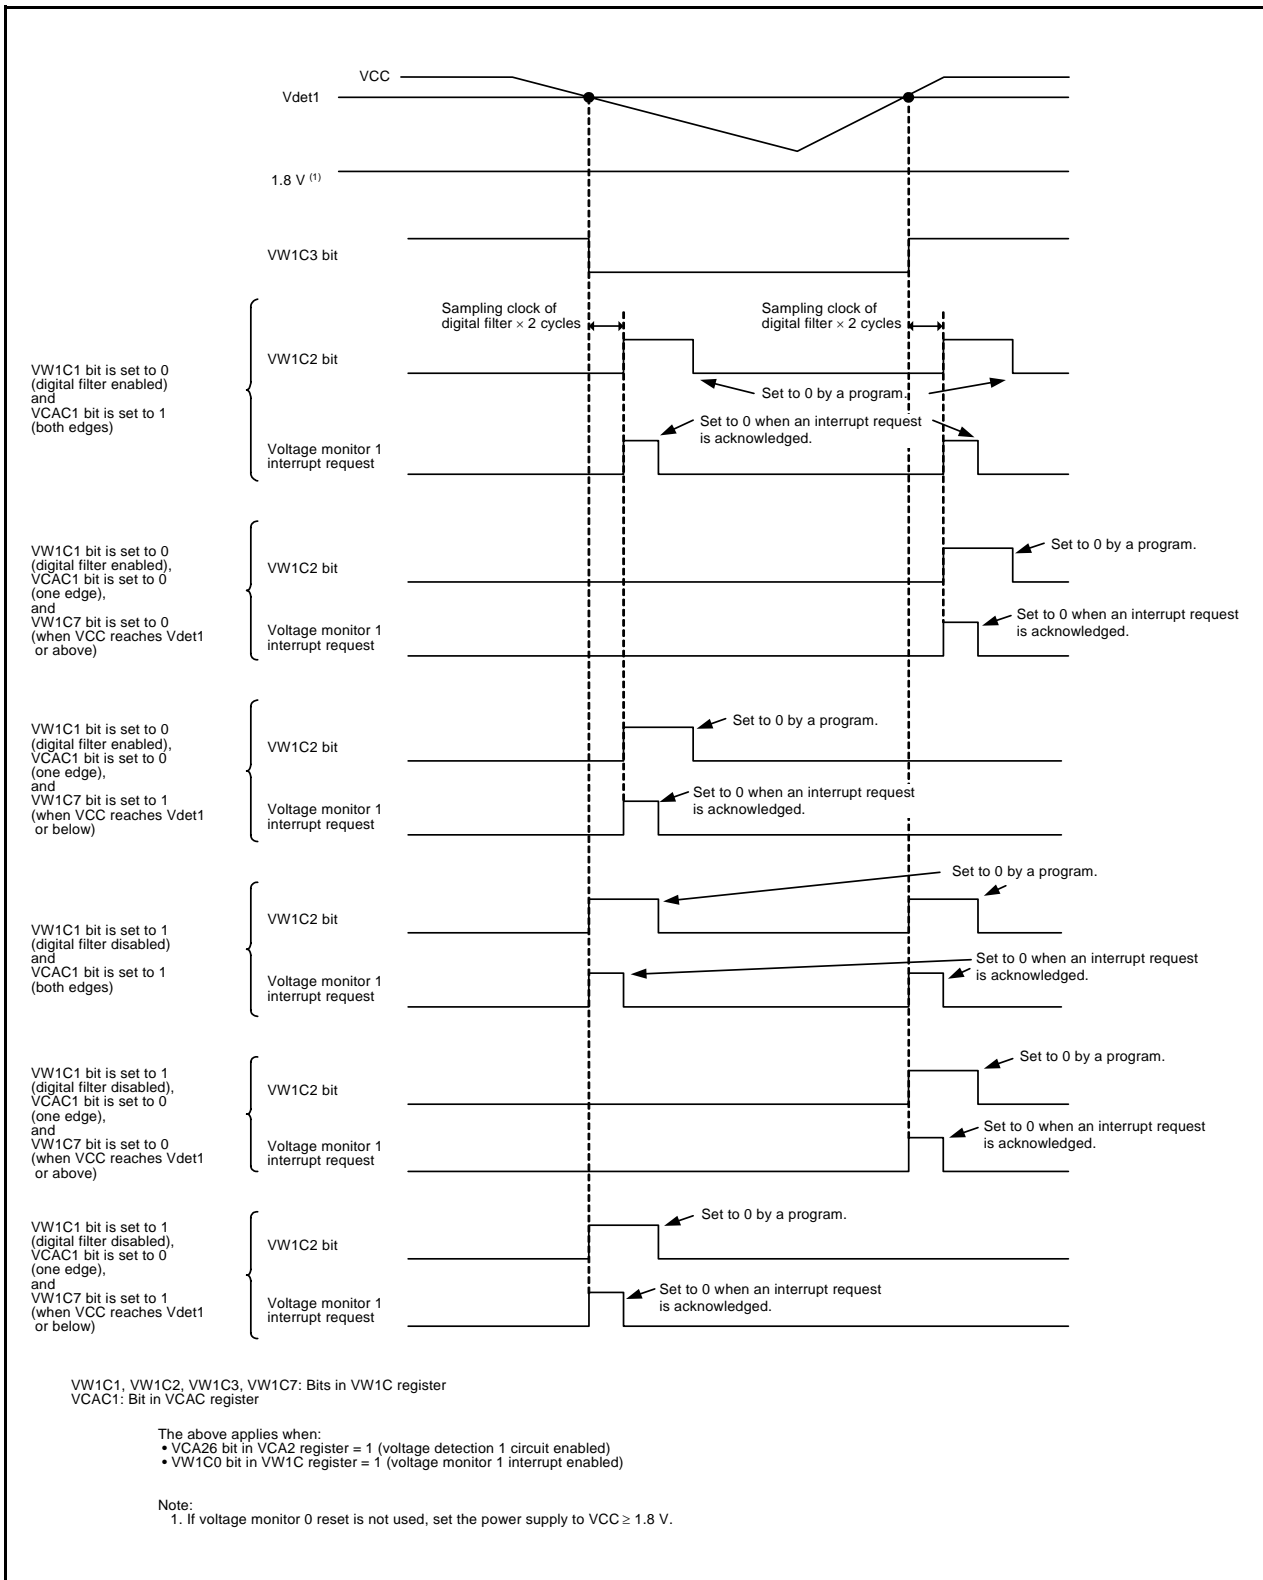 VCC
Vdet1
1.8 V (1)
VW1C3 bit
Sampling clock of
digital filter × 2 cycles
Sampling clock of
digital filter × 2 cycles
VW1C1 bit is set to 0
(digital filter enabled)
and
VCAC1 bit is set to 1
(both edges)
VW1C2 bit
Set to 0 by a program.
Voltage monitor 1
interrupt request
Set to 0 when an interrupt request
is acknowledged.
VW1C1 bit is set to 0
(digital filter enabled),
VCAC1 bit is set to 0
(one edge),
and
VW1C7 bit is set to 0
(when VCC reaches Vdet1
or above)
VW1C2 bit
Set to 0 by a program.
Voltage monitor 1
interrupt request
Set to 0 when an interrupt request
is acknowledged.
VW1C1 bit is set to 0
(digital filter enabled),
VCAC1 bit is set to 0
(one edge),
and
VW1C7 bit is set to 1
(when VCC reaches Vdet1
or below)
VW1C2 bit
Set to 0 by a program.
Voltage monitor 1
interrupt request
Set to 0 when an interrupt request
is acknowledged.
VW1C1 bit is set to 1
(digital filter disabled)
and
VCAC1 bit is set to 1
(both edges)
VW1C2 bit
Set to 0 by a program.
Voltage monitor 1
interrupt request
Set to 0 when an interrupt request
is acknowledged.
VW1C1 bit is set to 1
(digital filter disabled),
VCAC1 bit is set to 0
(one edge),
and
VW1C7 bit is set to 0
(when VCC reaches Vdet1
or above)
VW1C2 bit
Set to 0 by a program.
Voltage monitor 1
interrupt request
Set to 0 when an interrupt request
is acknowledged.
VW1C1 bit is set to 1
(digital filter disabled),
VCAC1 bit is set to 0
(one edge),
and
VW1C7 bit is set to 1
(when VCC reaches Vdet1
or below)
VW1C2 bit
Set to 0 by a program.
Voltage monitor 1
interrupt request
Set to 0 when an interrupt request
is acknowledged.
VW1C1, VW1C2, VW1C3, VW1C7: Bits in VW1C register
VCAC1: Bit in VCAC register
The above applies when:
• VCA26 bit in VCA2 register = 1 (voltage detection 1 circuit enabled)
• VW1C0 bit in VW1C register = 1 (voltage monitor 1 interrupt enabled)
Note:
1. If voltage monitor 0 reset is not used, set the power supply to VCC ≥ 1.8 V.